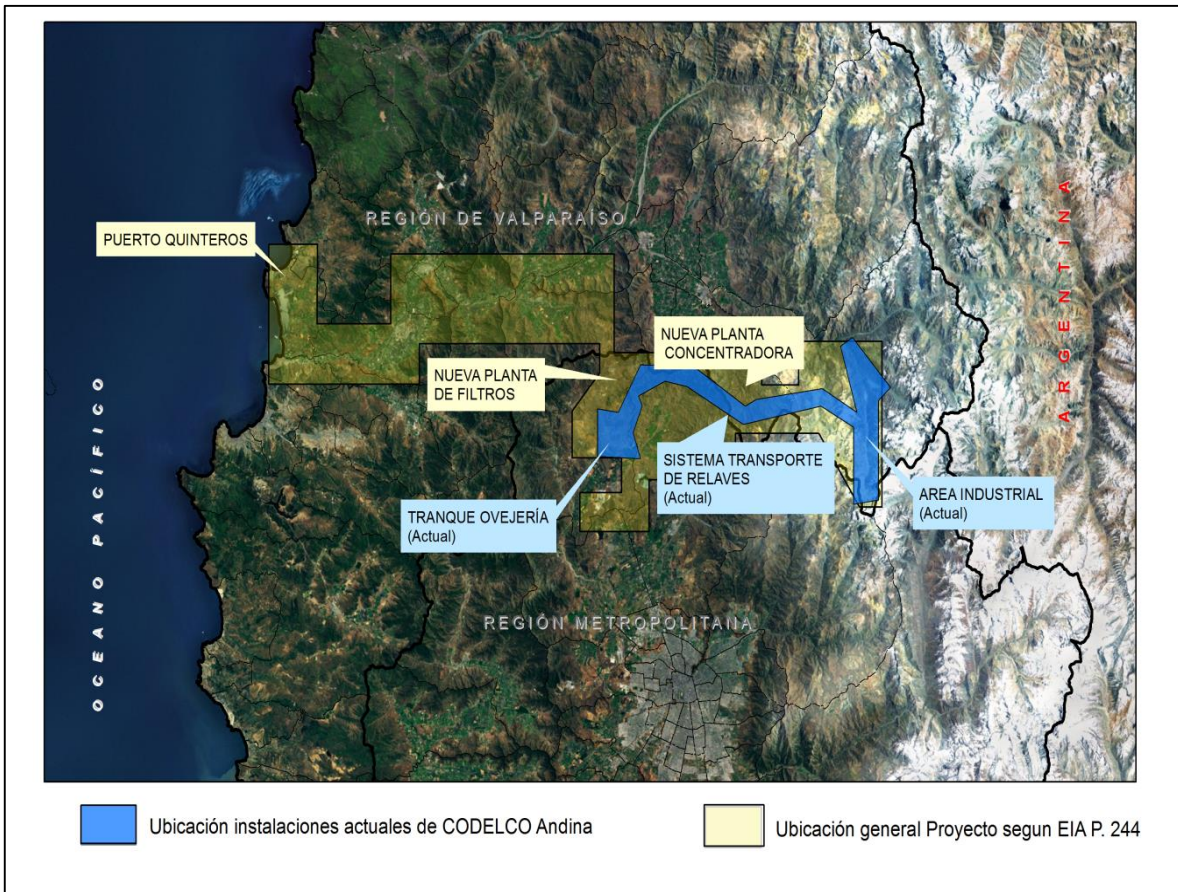 REGIÓN DE VALPARAÍSO
PUERTO QUINTEROS
ARGENTINA
NUEVA PLANTA
CONCENTRADORA
NUEVA PLANTA
DE FILTROS
OCEANO PACÍFICO
SISTEMA TRANSPORTE
DE RELAVES
(Actual)
AREA INDUSTRIAL
(Actual)
TRANQUE OVEJERÍA
(Actual)
REGIÓN METROPOLITANA
Ubicación instalaciones actuales de CODELCO Andina
Ubicación general Proyecto segun EIA P. 244